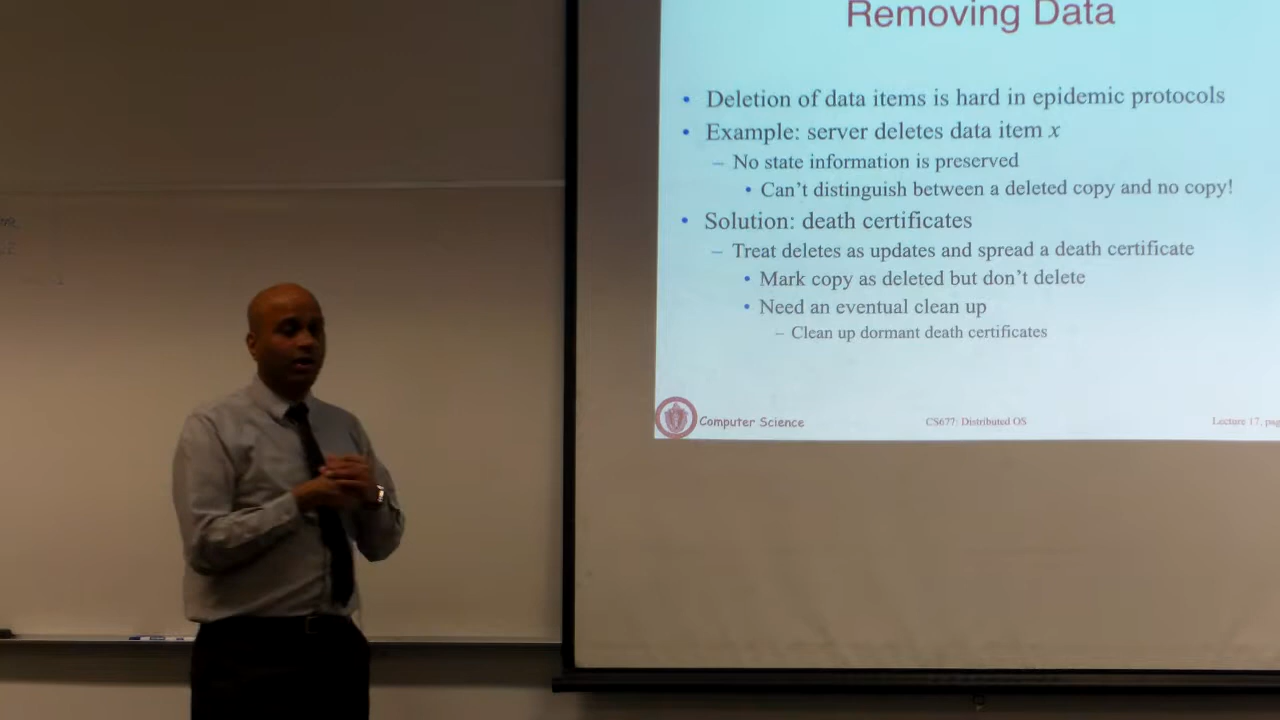 Removing Data
• Deletion of data items is hard in epidemic protocols
• Example: server deletes data item x
– No state information is preserved
• Can't distinguish between a deleted copy and no copy!
• Solution: death certificates
– Treat deletes as updates and spread a death certificate
• Mark copy as deleted but don't delete
• Need an eventual clean up
– Clean up dormant death certificates
Computer Science
CS677: Distributed OS
Lecture 17, pag